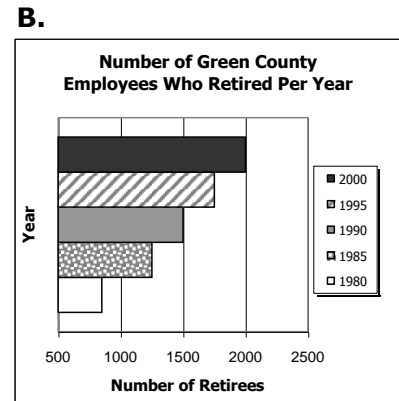 B.
Number of Green County
Employees Who Retired Per Year
Year
2000
1995
1990
1985
1980
500 1000 1500 2000 2500
Number of Retirees